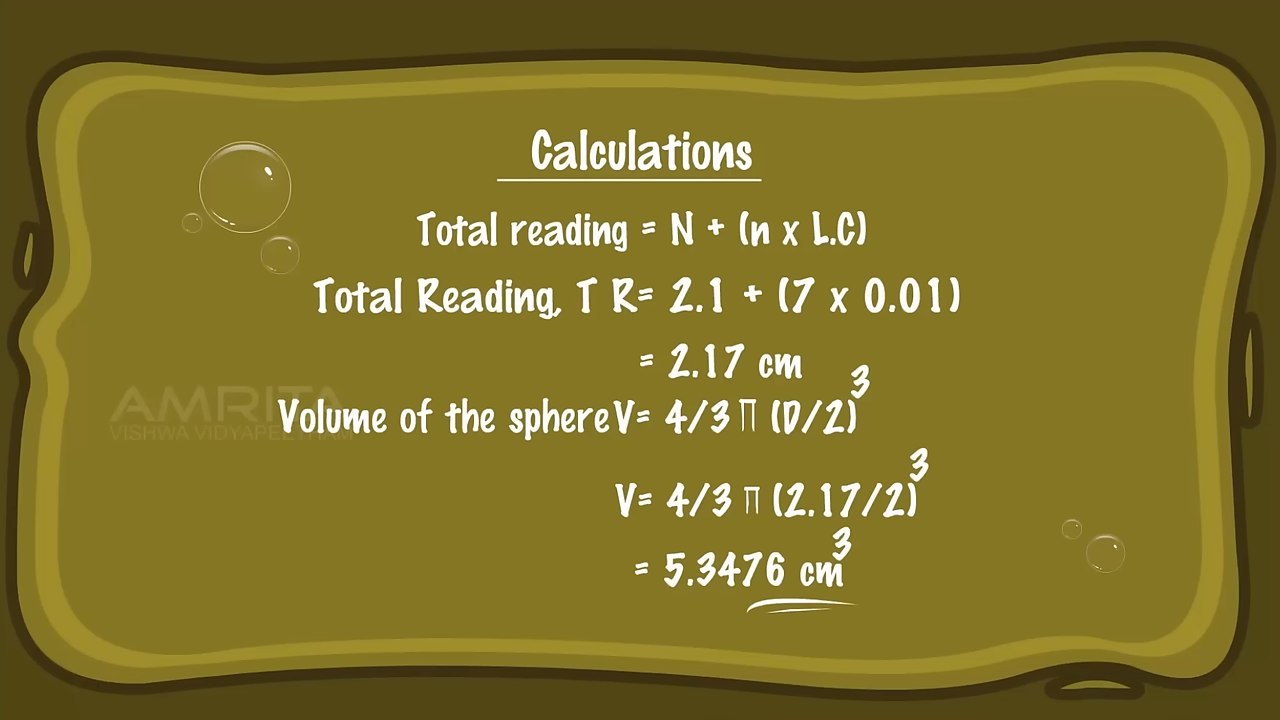 Calculations
Total reading = N + (n x L.C)
Total Reading, T R= 2.1 + (7 x 0.01)
= 2.17 cm
AMRITA
VISHWA VIDYAPEETHAM
Volume of the sphere V= 4/3 Π (D/2)³
V= 4/3 Π (2.17/2)³
= 5.3476 cm³